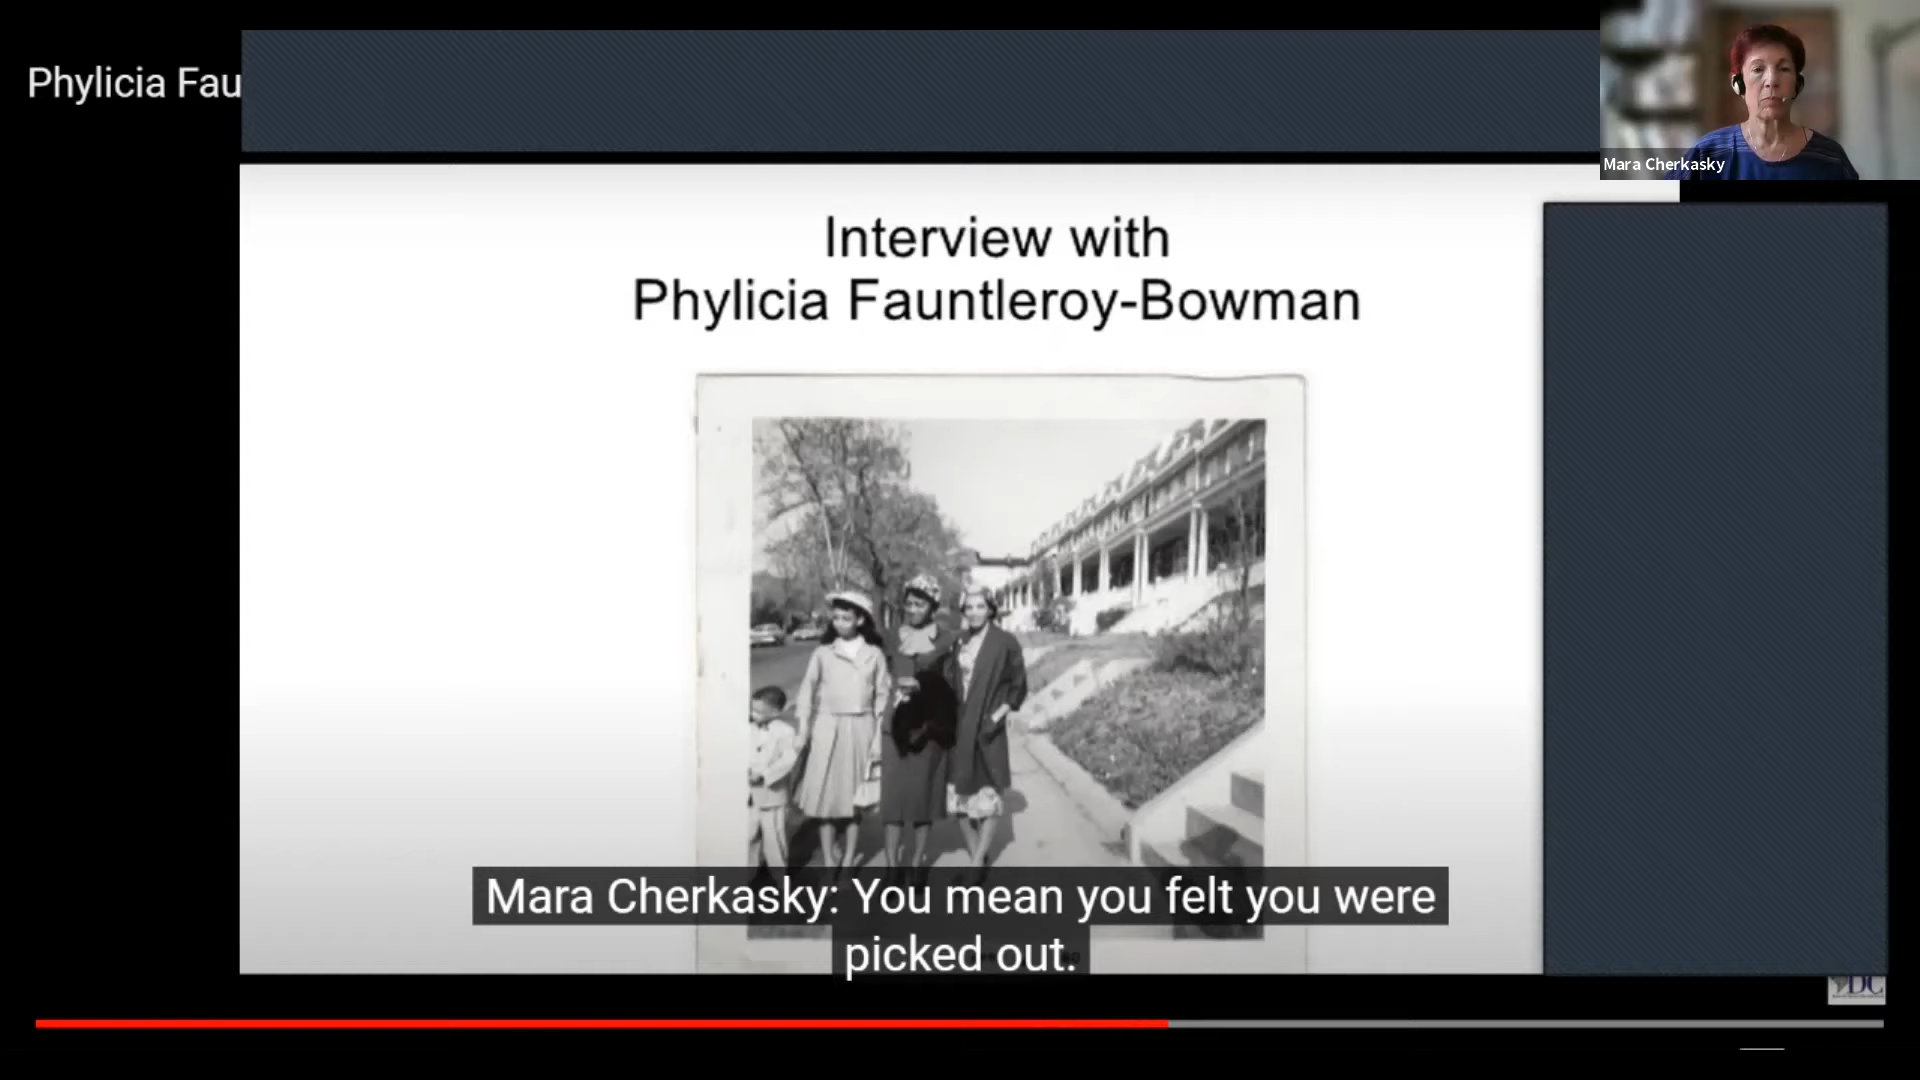 Phylicia Fau
Mara Cherkasky
Interview with
Phylicia Fauntleroy-Bowman
Mara Cherkasky: You mean you felt you were
picked out.
DC